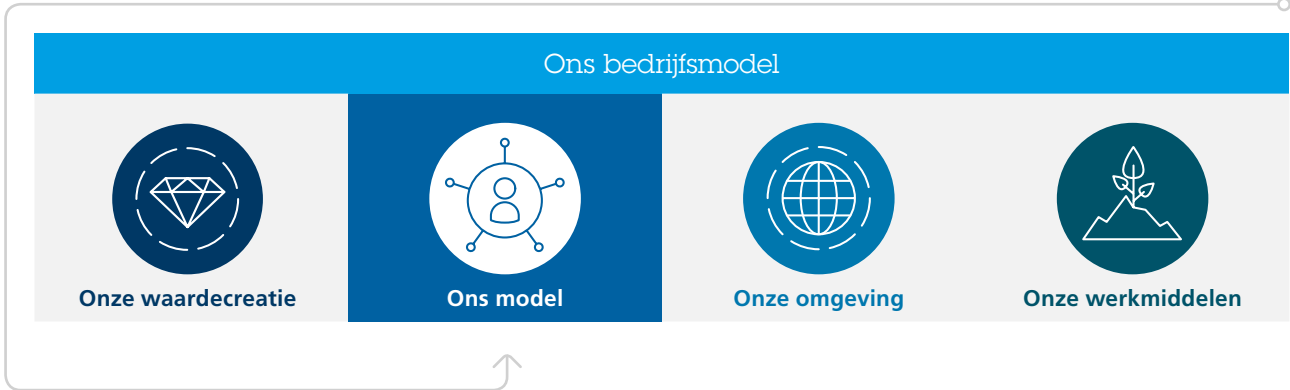 Ons bedrijfsmodel
Onze waardecreatie
Ons model
Onze omgeving
Onze werkmiddelen